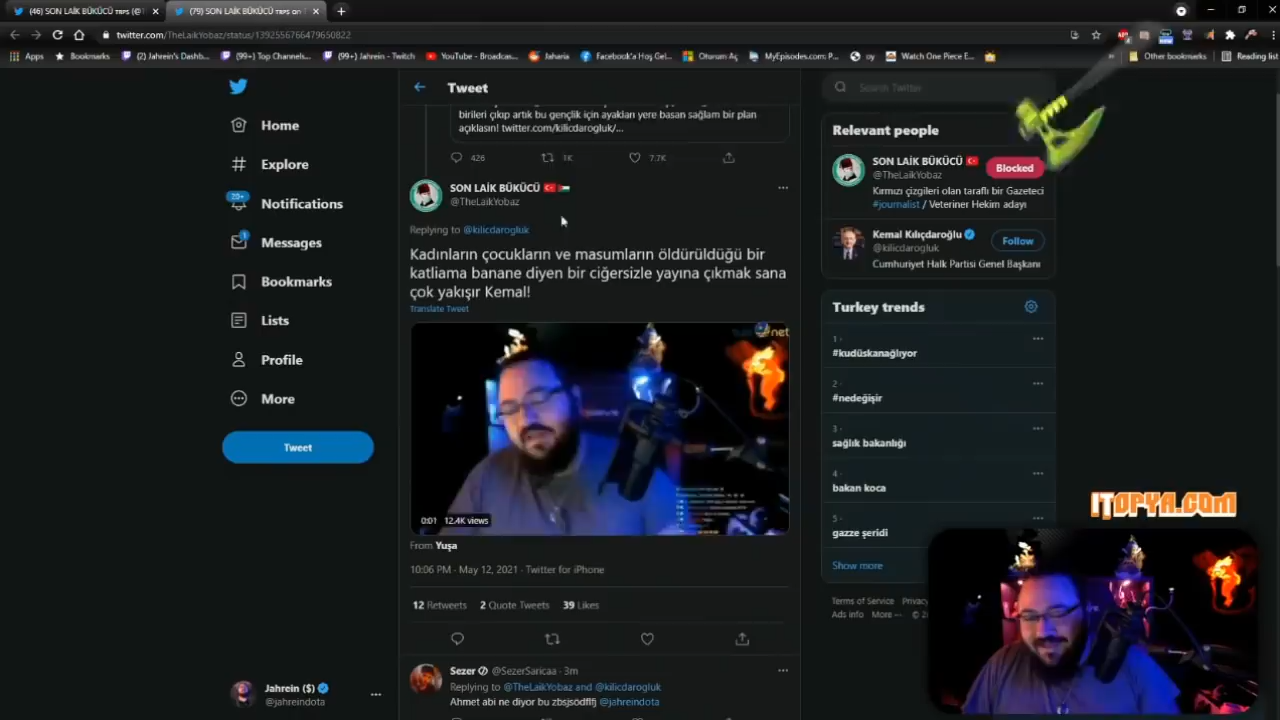 (46) SON LAİK BÜKÜCÜ
(79) SON LAİK BÜKÜCÜ
twitter.com/TheLaikYobaz/status/1392556766479650822
Apps
Bookmarks
(2) Jahrein's Dashb...
(99+) Top Channels...
(99+) Jahrein - Twitch
YouTube - Broadcas...
Jaharia
Facebook'a Hoş Gel...
Oturum Aç
MyEpisodes.com: P...
oy
Watch One Piece E...
»
Other bookmarks
Reading list
Home
Explore
20+
Notifications
1
Messages
Bookmarks
Lists
Profile
More
Tweet
Jahrein ($)
@jahreindota
Tweet
birileri çıkıp artık bu gençlik için ayakları yere basan sağlam bir plan
açıklasın! twitter.com/kilicdarogluk/...
426 1K 7.7K
SON LAİK BÜKÜCÜ
@TheLaikYobaz
Replying to @kilicdarogluk
Kadınların çocukların ve masumların öldürüldüğü bir
katliama banane diyen bir ciğersizle yayına çıkmak sana
çok yakışır Kemal!
Translate Tweet
net
0:01 12.4K views
From Yuşa
10:06 PM · May 12, 2021 · Twitter for iPhone
12 Retweets 2 Quote Tweets 39 Likes
Sezer @SezerSaricaa · 3m
Replying to @TheLaikYobaz and @kilicdarogluk
Ahmet abi ne diyor bu zbsjsödflfj @jahreindota
Search Twitter
Relevant people
SON LAİK BÜKÜCÜ
@TheLaikYobaz
Blocked
Kırmızı çizgileri olan taraflı bir Gazeteci
#journalist / Veteriner Hekim adayı
Kemal Kılıçdaroğlu
@kilicdarogluk
Follow
Cumhuriyet Halk Partisi Genel Başkanı
Turkey trends
1 ·
#kudüskanağlıyor
2 ·
#nedeğişir
3 ·
sağlık bakanlığı
4 ·
bakan koca
5 ·
gazze şeridi
Show more
Terms of Service Privacy
Ads info More ··· © 2
İTOPYA.COM